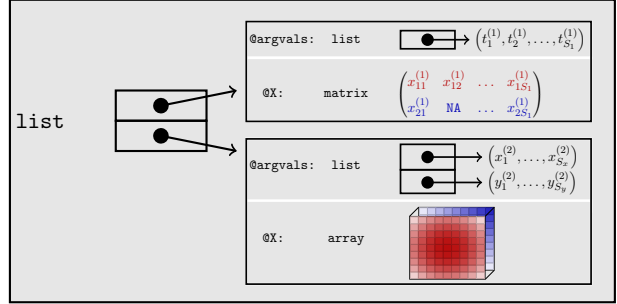 list
@argvals: list (t_1^{(1)}, t_2^{(1)}, ..., t_{S_1}^{(1)})
@X: matrix
x_{11}^{(1)} x_{12}^{(1)} ... x_{1S_1}^{(1)}
x_{21}^{(1)} NA ... x_{2S_1}^{(1)}
@argvals: list
(x_1^{(2)}, ..., x_{S_x}^{(2)})
(y_1^{(2)}, ..., y_{S_y}^{(2)})
@X: array